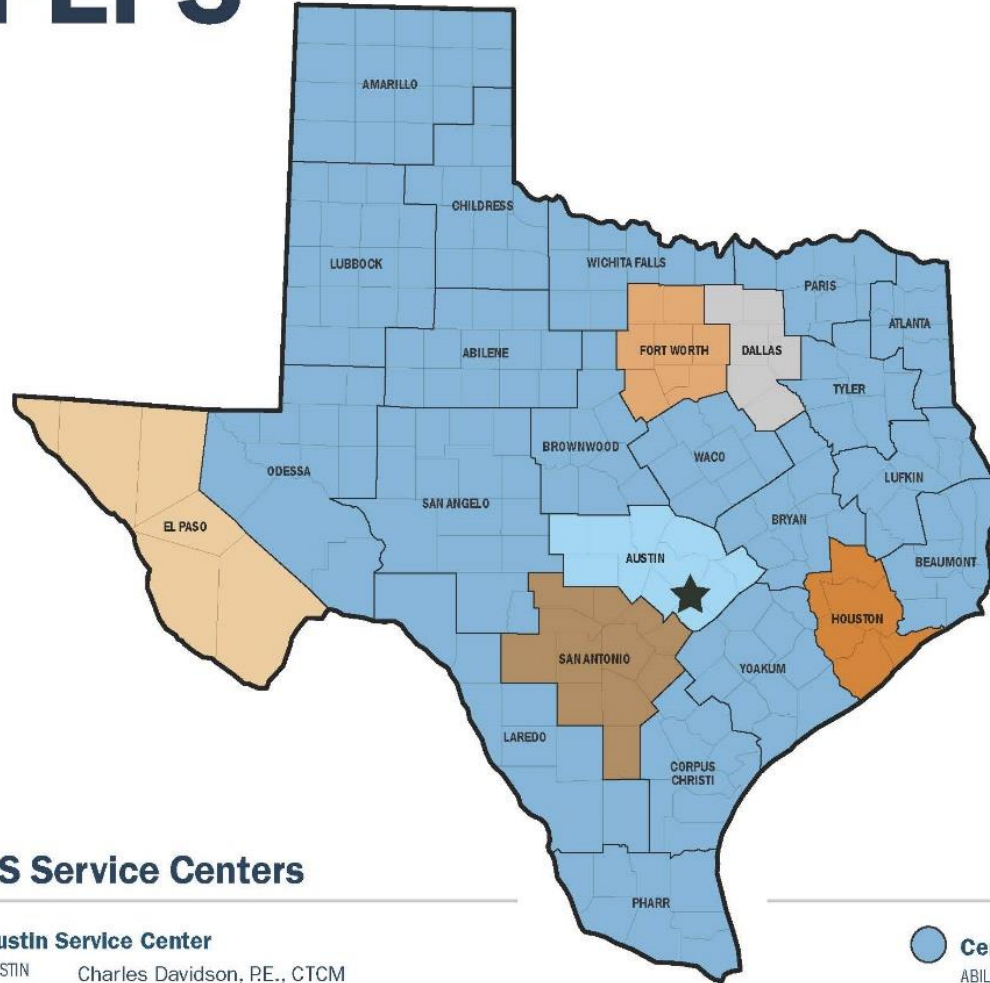 AMARILLO
CHILDRESS
LUBBOCK
WICHITA FALLS
PARIS
ATLANTA
ABILENE
FORT WORTH
DALLAS
TYLER
BROWNWOOD
WACO
ODESSA
SAN ANGELO
LUFKIN
EL PASO
BRYAN
AUSTIN
BEAUMONT
HOUSTON
SAN ANTONIO
YOAKUM
LAREDO
CORPUS
CHRISTI
PHARR
S Service Centers
ustin Service Center
STIN Charles Davidson, P.E., CTCM
Ce
ABIL